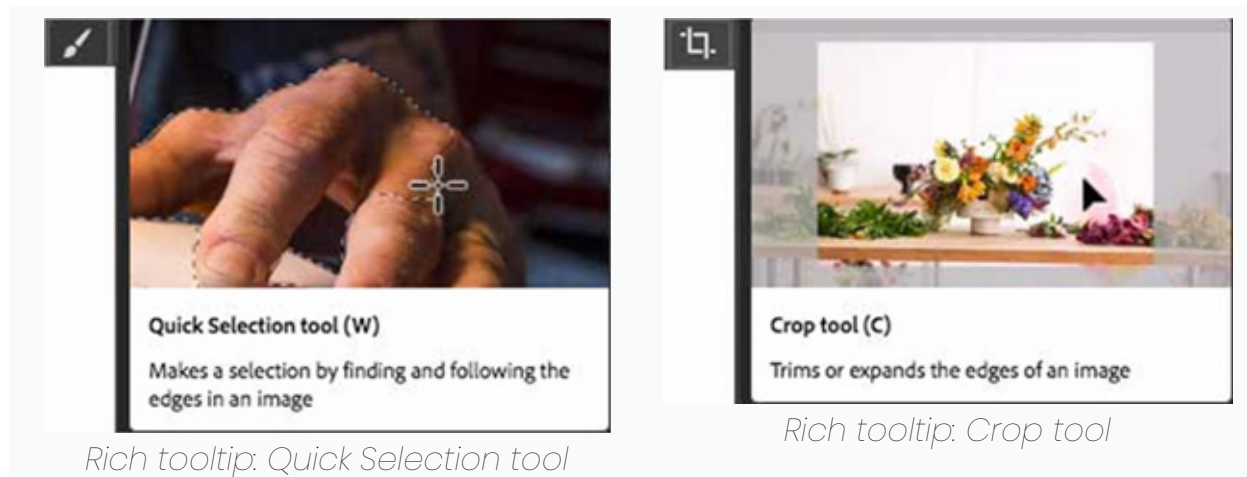 Quick Selection tool (W)
Makes a selection by finding and following the
edges in an image
Rich tooltip: Quick Selection tool
Crop tool (C)
Trims or expands the edges of an image
Rich tooltip: Crop tool